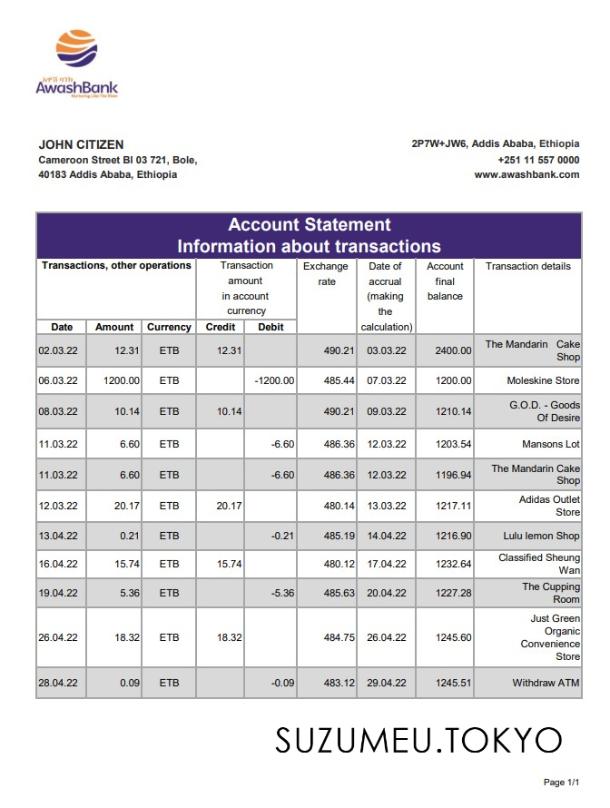 AwashBank
JOHN CITIZEN
Cameroon Street Bl 03 721, Bole,
40183 Addis Ababa, Ethiopia
2P7W+JW6, Addis Ababa, Ethiopia
+251 11 557 0000
www.awashbank.com
Account Statement
Information about transactions
Transactions, other operations
Transaction
amount
in account
currency
Exchange
rate
Date of
accrual
(making
the
calculation)
Account
final
balance
Transaction details
Date Amount Currency Credit Debit
02.03.22 12.31 ETB 12.31 490.21 03.03.22 2400.00 The Mandarin Cake
Shop
06.03.22 1200.00 ETB -1200.00 485.44 07.03.22 1200.00 Moleskine Store
08.03.22 10.14 ETB 10.14 490.21 09.03.22 1210.14 G.O.D. - Goods
Of Desire
11.03.22 6.60 ETB -6.60 486.36 12.03.22 1203.54 Mansons Lot
11.03.22 6.60 ETB -6.60 486.36 12.03.22 1196.94 The Mandarin Cake
Shop
12.03.22 20.17 ETB 20.17 480.14 13.03.22 1217.11 Adidas Outlet
Store
13.04.22 0.21 ETB -0.21 485.19 14.04.22 1216.90 Lulu lemon Shop
16.04.22 15.74 ETB 15.74 480.12 17.04.22 1232.64 Classified Sheung
Wan
19.04.22 5.36 ETB -5.36 485.63 20.04.22 1227.28 The Cupping
Room
26.04.22 18.32 ETB 18.32 484.75 26.04.22 1245.60 Just Green
Organic
Convenience
Store
28.04.22 0.09 ETB -0.09 483.12 29.04.22 1245.51 Withdraw ATM
SUZUMEU.TOKYO
Page 1/1